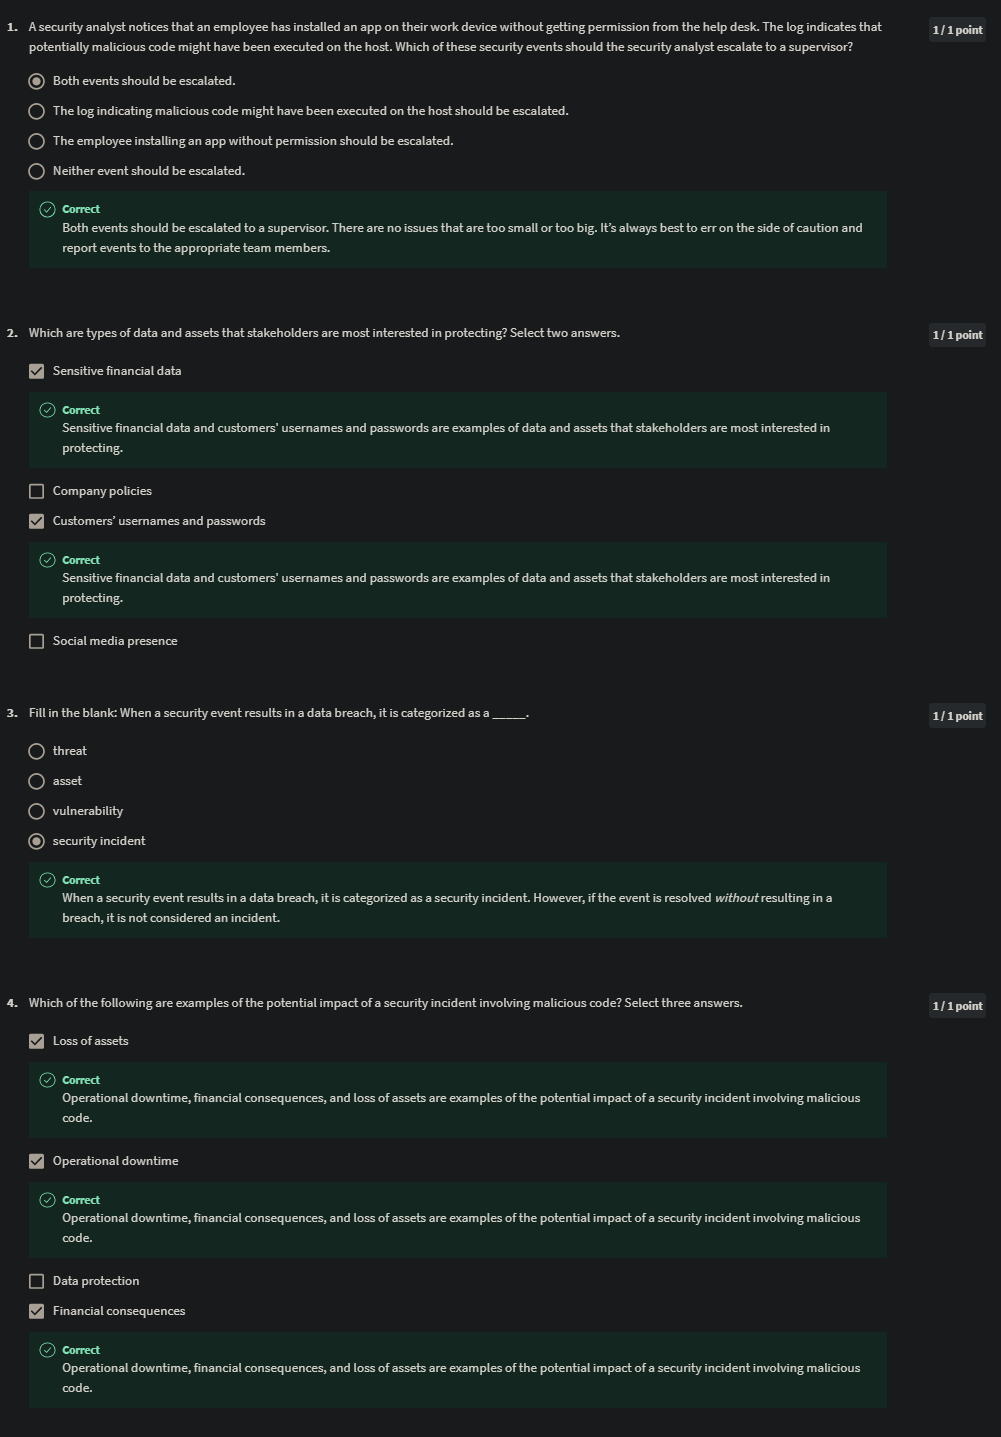 1. A security analyst notices that an employee has installed an app on their work device without getting permission from the help desk. The log indicates that
1 / 1 point
potentially malicious code might have been executed on the host. Which of these security events should the security analyst escalate to a supervisor?
Both events should be escalated.
The log indicating malicious code might have been executed on the host should be escalated.
The employee installing an app without permission should be escalated.
Neither event should be escalated.
Correct
Both events should be escalated to a supervisor. There are no issues that are too small or too big. It's always best to err on the side of caution and
report events to the appropriate team members.
2. Which are types of data and assets that stakeholders are most interested in protecting? Select two answers.
1 / 1 point
Sensitive financial data
Correct
Sensitive financial data and customers' usernames and passwords are examples of data and assets that stakeholders are most interested in
protecting.
Company policies
Customers’ usernames and passwords
Correct
Sensitive financial data and customers' usernames and passwords are examples of data and assets that stakeholders are most interested in
protecting.
Social media presence
3. Fill in the blank: When a security event results in a data breach, it is categorized as a _____.
1 / 1 point
threat
asset
vulnerability
security incident
Correct
When a security event results in a data breach, it is categorized as a security incident. However, if the event is resolved without resulting in a
breach, it is not considered an incident.
4. Which of the following are examples of the potential impact of a security incident involving malicious code? Select three answers.
1 / 1 point
Loss of assets
Correct
Operational downtime, financial consequences, and loss of assets are examples of the potential impact of a security incident involving malicious
code.
Operational downtime
Correct
Operational downtime, financial consequences, and loss of assets are examples of the potential impact of a security incident involving malicious
code.
Data protection
Financial consequences
Correct
Operational downtime, financial consequences, and loss of assets are examples of the potential impact of a security incident involving malicious
code.